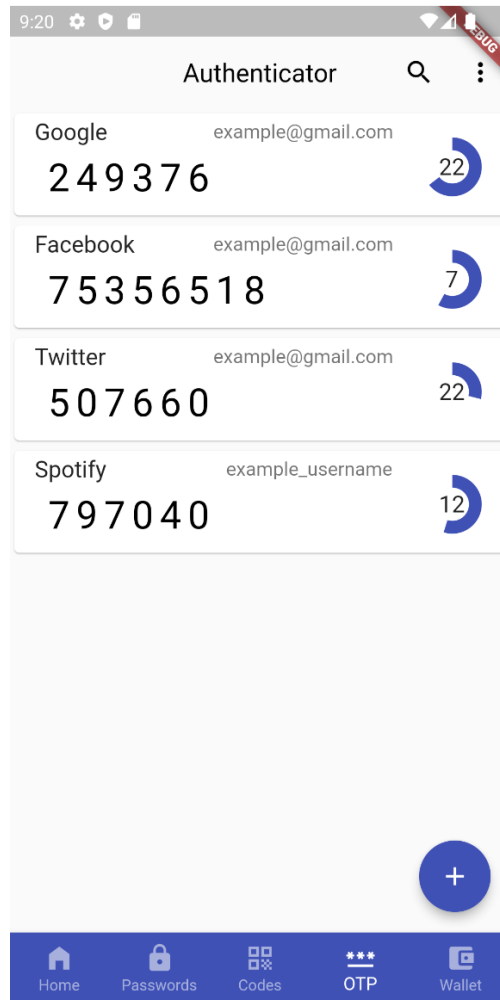 9:20
DEBUG
Authenticator
Google example@gmail.com
249376
22
Facebook example@gmail.com
75356518
7
Twitter example@gmail.com
507660
22
Spotify example_username
797040
12
+
***
Home Passwords Codes OTP Wallet